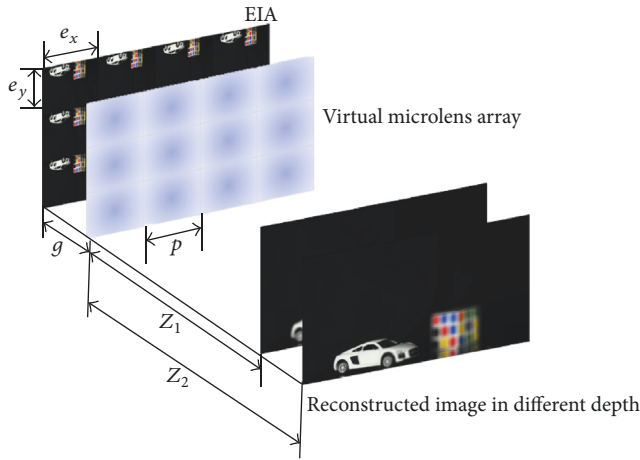 EIA
e_x
e_y
Virtual microlens array
g
p
Z_1
Z_2
Reconstructed image in different depth